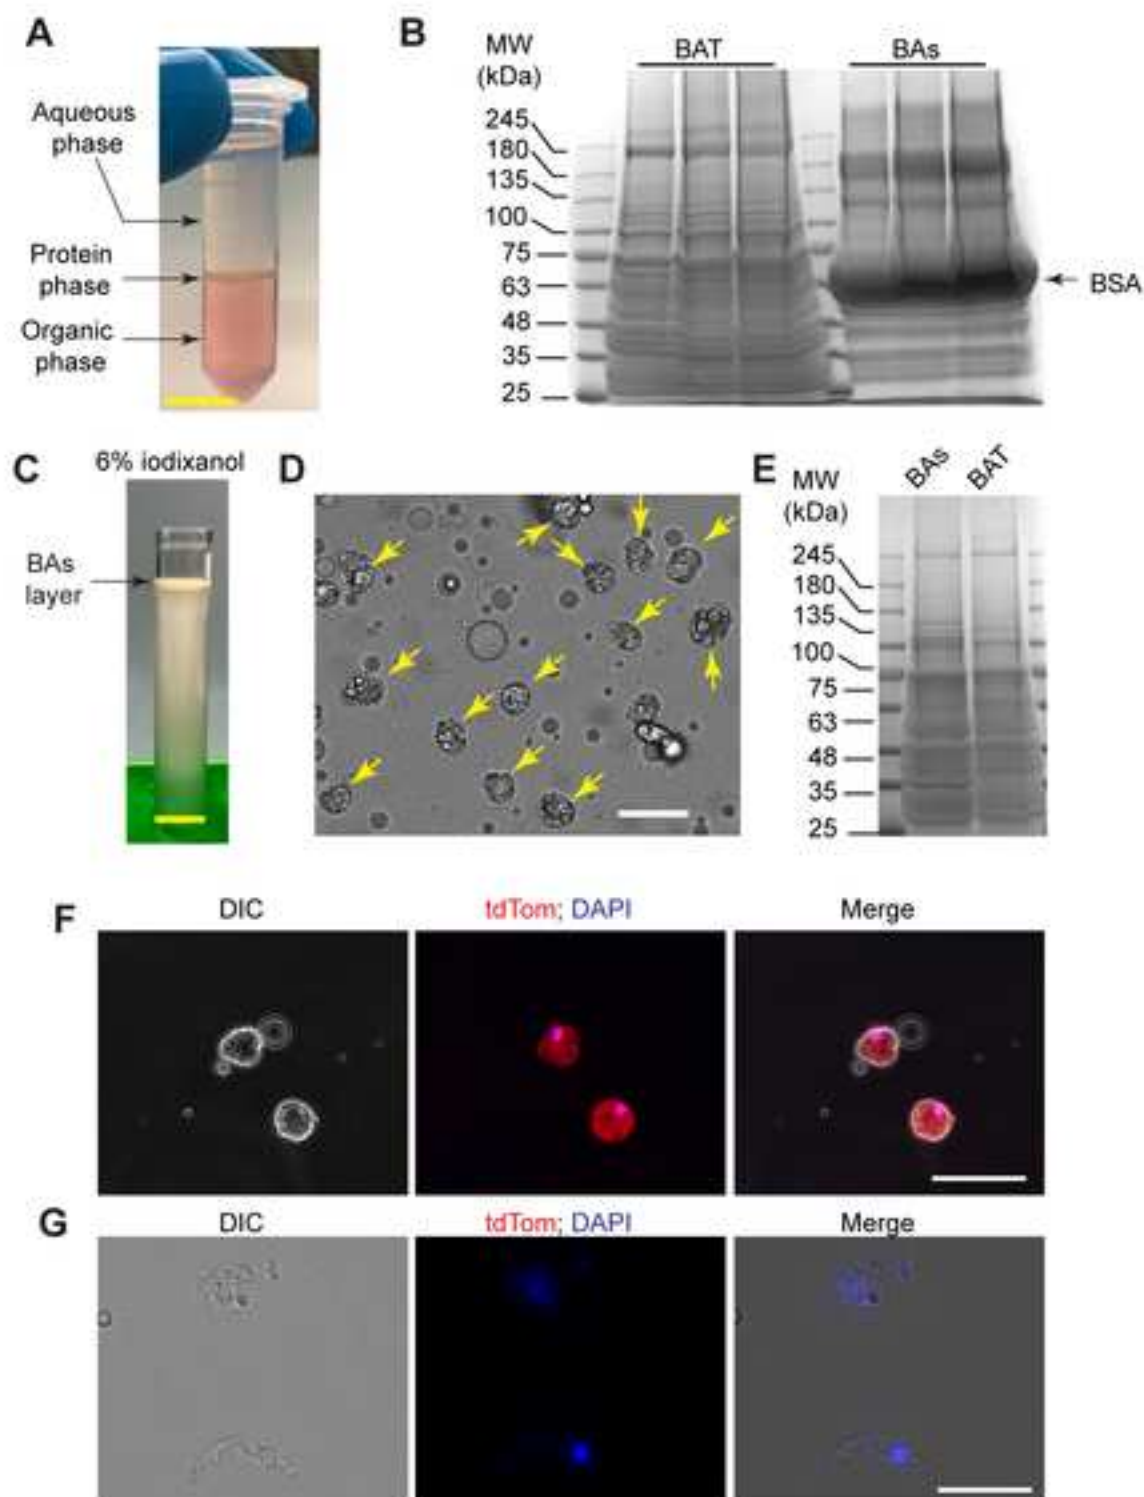 A
Aqueous
phase
Protein
phase
Organic
phase
B
MW
(kDa)
BAT
BAs
245
180
135
100
75
63
48
35
25
BSA
C
6% iodixanol
BAs
layer
D
E
MW
(kDa)
BAs
BAT
245
180
135
100
75
63
48
35
25
F
DIC
tdTom; DAPI
Merge
G
DIC
tdTom; DAPI
Merge